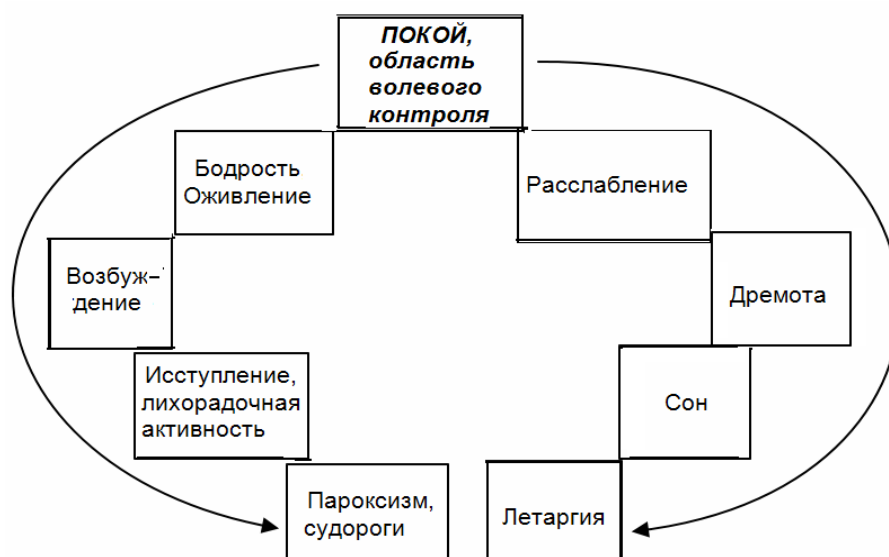 ПОКОЙ,
область
волевого
контроля
Бодрость
Оживление
Расслабление
Возбуж-
дение
Дремота
Исступление,
лихорадочная
активность
Сон
Пароксизм,
судороги
Летаргия